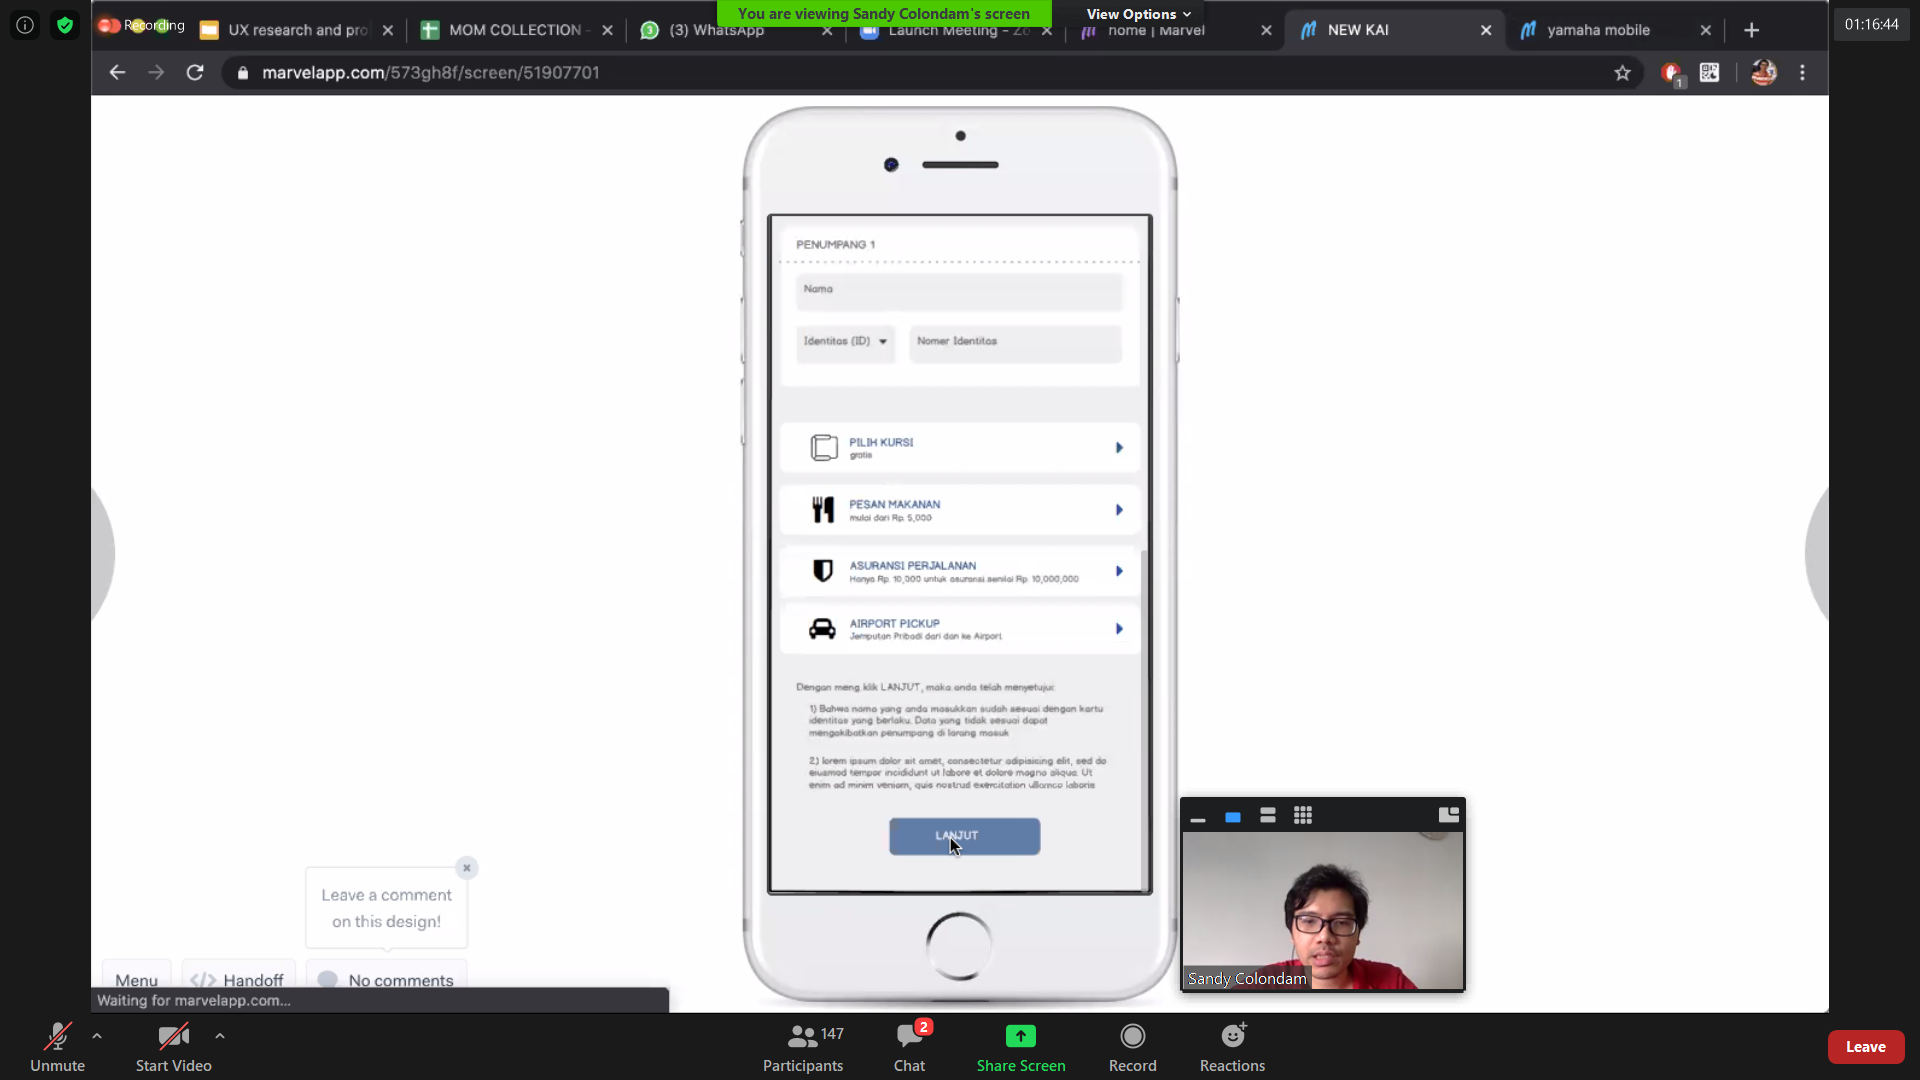 Recording
UX research and pro
MOM COLLECTION -
(3) WhatsApp
You are viewing Sandy Colondam's screen
View Options
Launch Meeting - Zo
home | Marvel
NEW KAI
yamaha mobile
01:16:44
marvelapp.com/573gh8f/screen/51907701
1
PENUMPANG 1
Nama
Identitas (ID)
Nomer Identitas
PILIH KURSI
gratis
PESAN MAKANAN
mulai dari Rp. 5,000
ASURANSI PERJALANAN
Hanya Rp. 10,000 untuk asuransi senilai Rp. 10,000,000
AIRPORT PICKUP
Jemputan Pribadi dari dan ke Airport
Dengan meng klik LANJUT, maka anda telah menyetujui:
1) Bahwa nama yang anda masukkan sudah sesuai dengan kartu
identitas yang berlaku. Data yang tidak sesuai dapat
mengakibatkan penumpang di larang masuk
2.) lorem ipsum dolor sit amet, consectetur adipisicing elit, sed do
eiusmod tempor incididunt ut labore et dolore magna aliqua. Ut
enim ad minim veniam, quis nostrud exercitation ullamco laboris
LANJUT
Leave a comment
on this design!
Menu
Handoff
No comments
Waiting for marvelapp.com...
Sandy Colondam
Unmute
Start Video
147
Participants
2
Chat
Share Screen
Record
Reactions
Leave